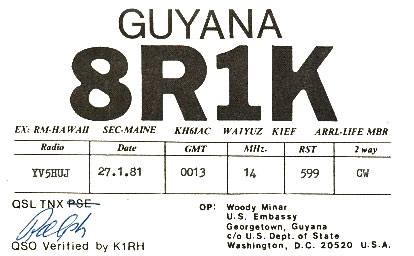 GUYANA
8R1K
EX: RM-HAWAII SEC-MAINE KH6IAC WA1YUZ K1EF ARRL-LIFE MBR
Radio Date GMT MHz. RST 2 way
YV5HUJ 27.1.81 0013 14 599 CW
QSL TNX PSE
Ralph
QSO Verified by K1RH
OP: Woody Minar
U.S. Embassy
Georgetown, Guyana
c/o U.S. Dept. of State
Washington, D.C. 20520 U.S.A.